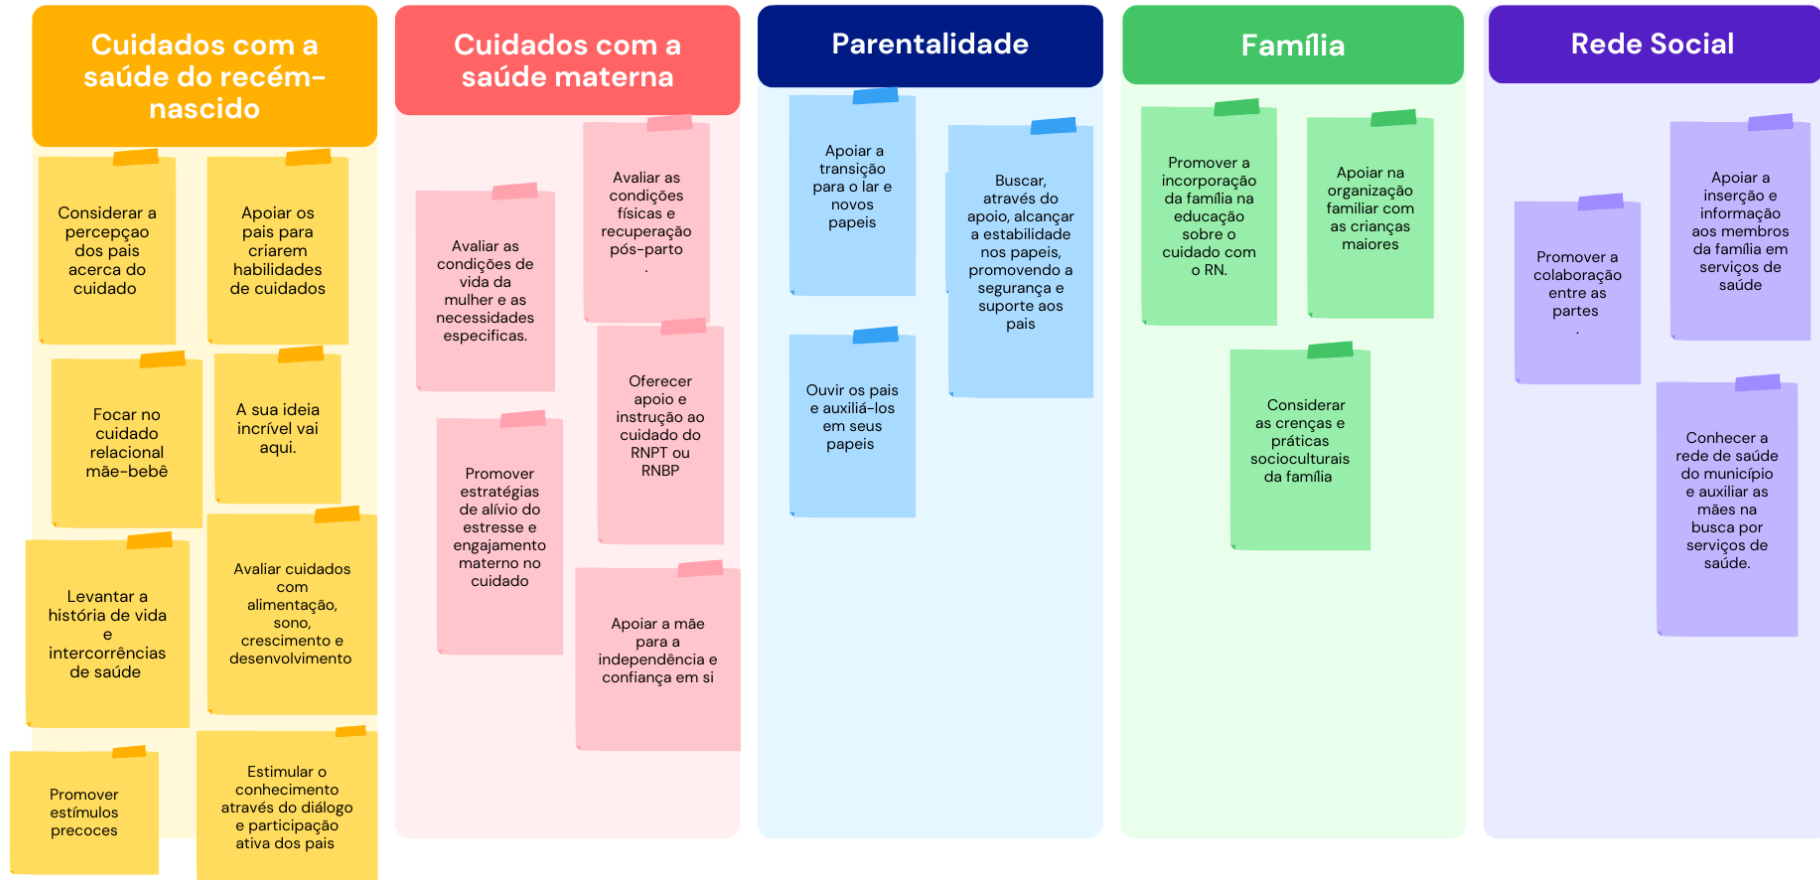 Cuidados com a
saúde do recém-
nascido
Considerar a
percepçao
dos pais
acerca do
cuidado
Apoiar os
pais para
criarem
habilidades
de cuidados
Focar no
cuidado
relacional
mãe-bebê
A sua ideia
incrível vai
aqui.
Levantar a
história de vida
e
intercorrências
de saúde
Avaliar cuidados
com
alimentação,
sono,
crescimento e
desenvolvimento
Promover
estímulos
precoces
Estimular o
conhecimento
através do diálogo
e participação
ativa dos pais
Cuidados com a
saúde materna
Avaliar as
condições de
vida da
mulher e as
necessidades
especificas.
Avaliar as
condições
físicas e
recuperação
pós-parto
.
Promover
estratégias
de alívio do
estresse e
engajamento
materno no
cuidado
Oferecer
apoio e
instrução ao
cuidado do
RNPT ou
RNBP
Apoiar a mãe
para a
independência e
confiança em si
Parentalidade
Apoiar a
transição
para o lar e
novos
papeis
Buscar,
através do
apoio, alcançar
a estabilidade
nos papeis,
promovendo a
segurança e
suporte aos
pais
Ouvir os pais
e auxiliá-los
em seus
papeis
Família
Promover a
incorporação
da família na
educação
sobre o
cuidado com
o RN.
Apoiar na
organização
familiar com
as crianças
maiores
Considerar
as crenças e
práticas
socioculturais
da família
Rede Social
Promover a
colaboração
entre as
partes
.
Apoiar a
inserção e
informação
aos membros
da família em
serviços de
saúde
Conhecer a
rede de saúde
do município
e auxiliar as
mães na
busca por
serviços de
saúde.